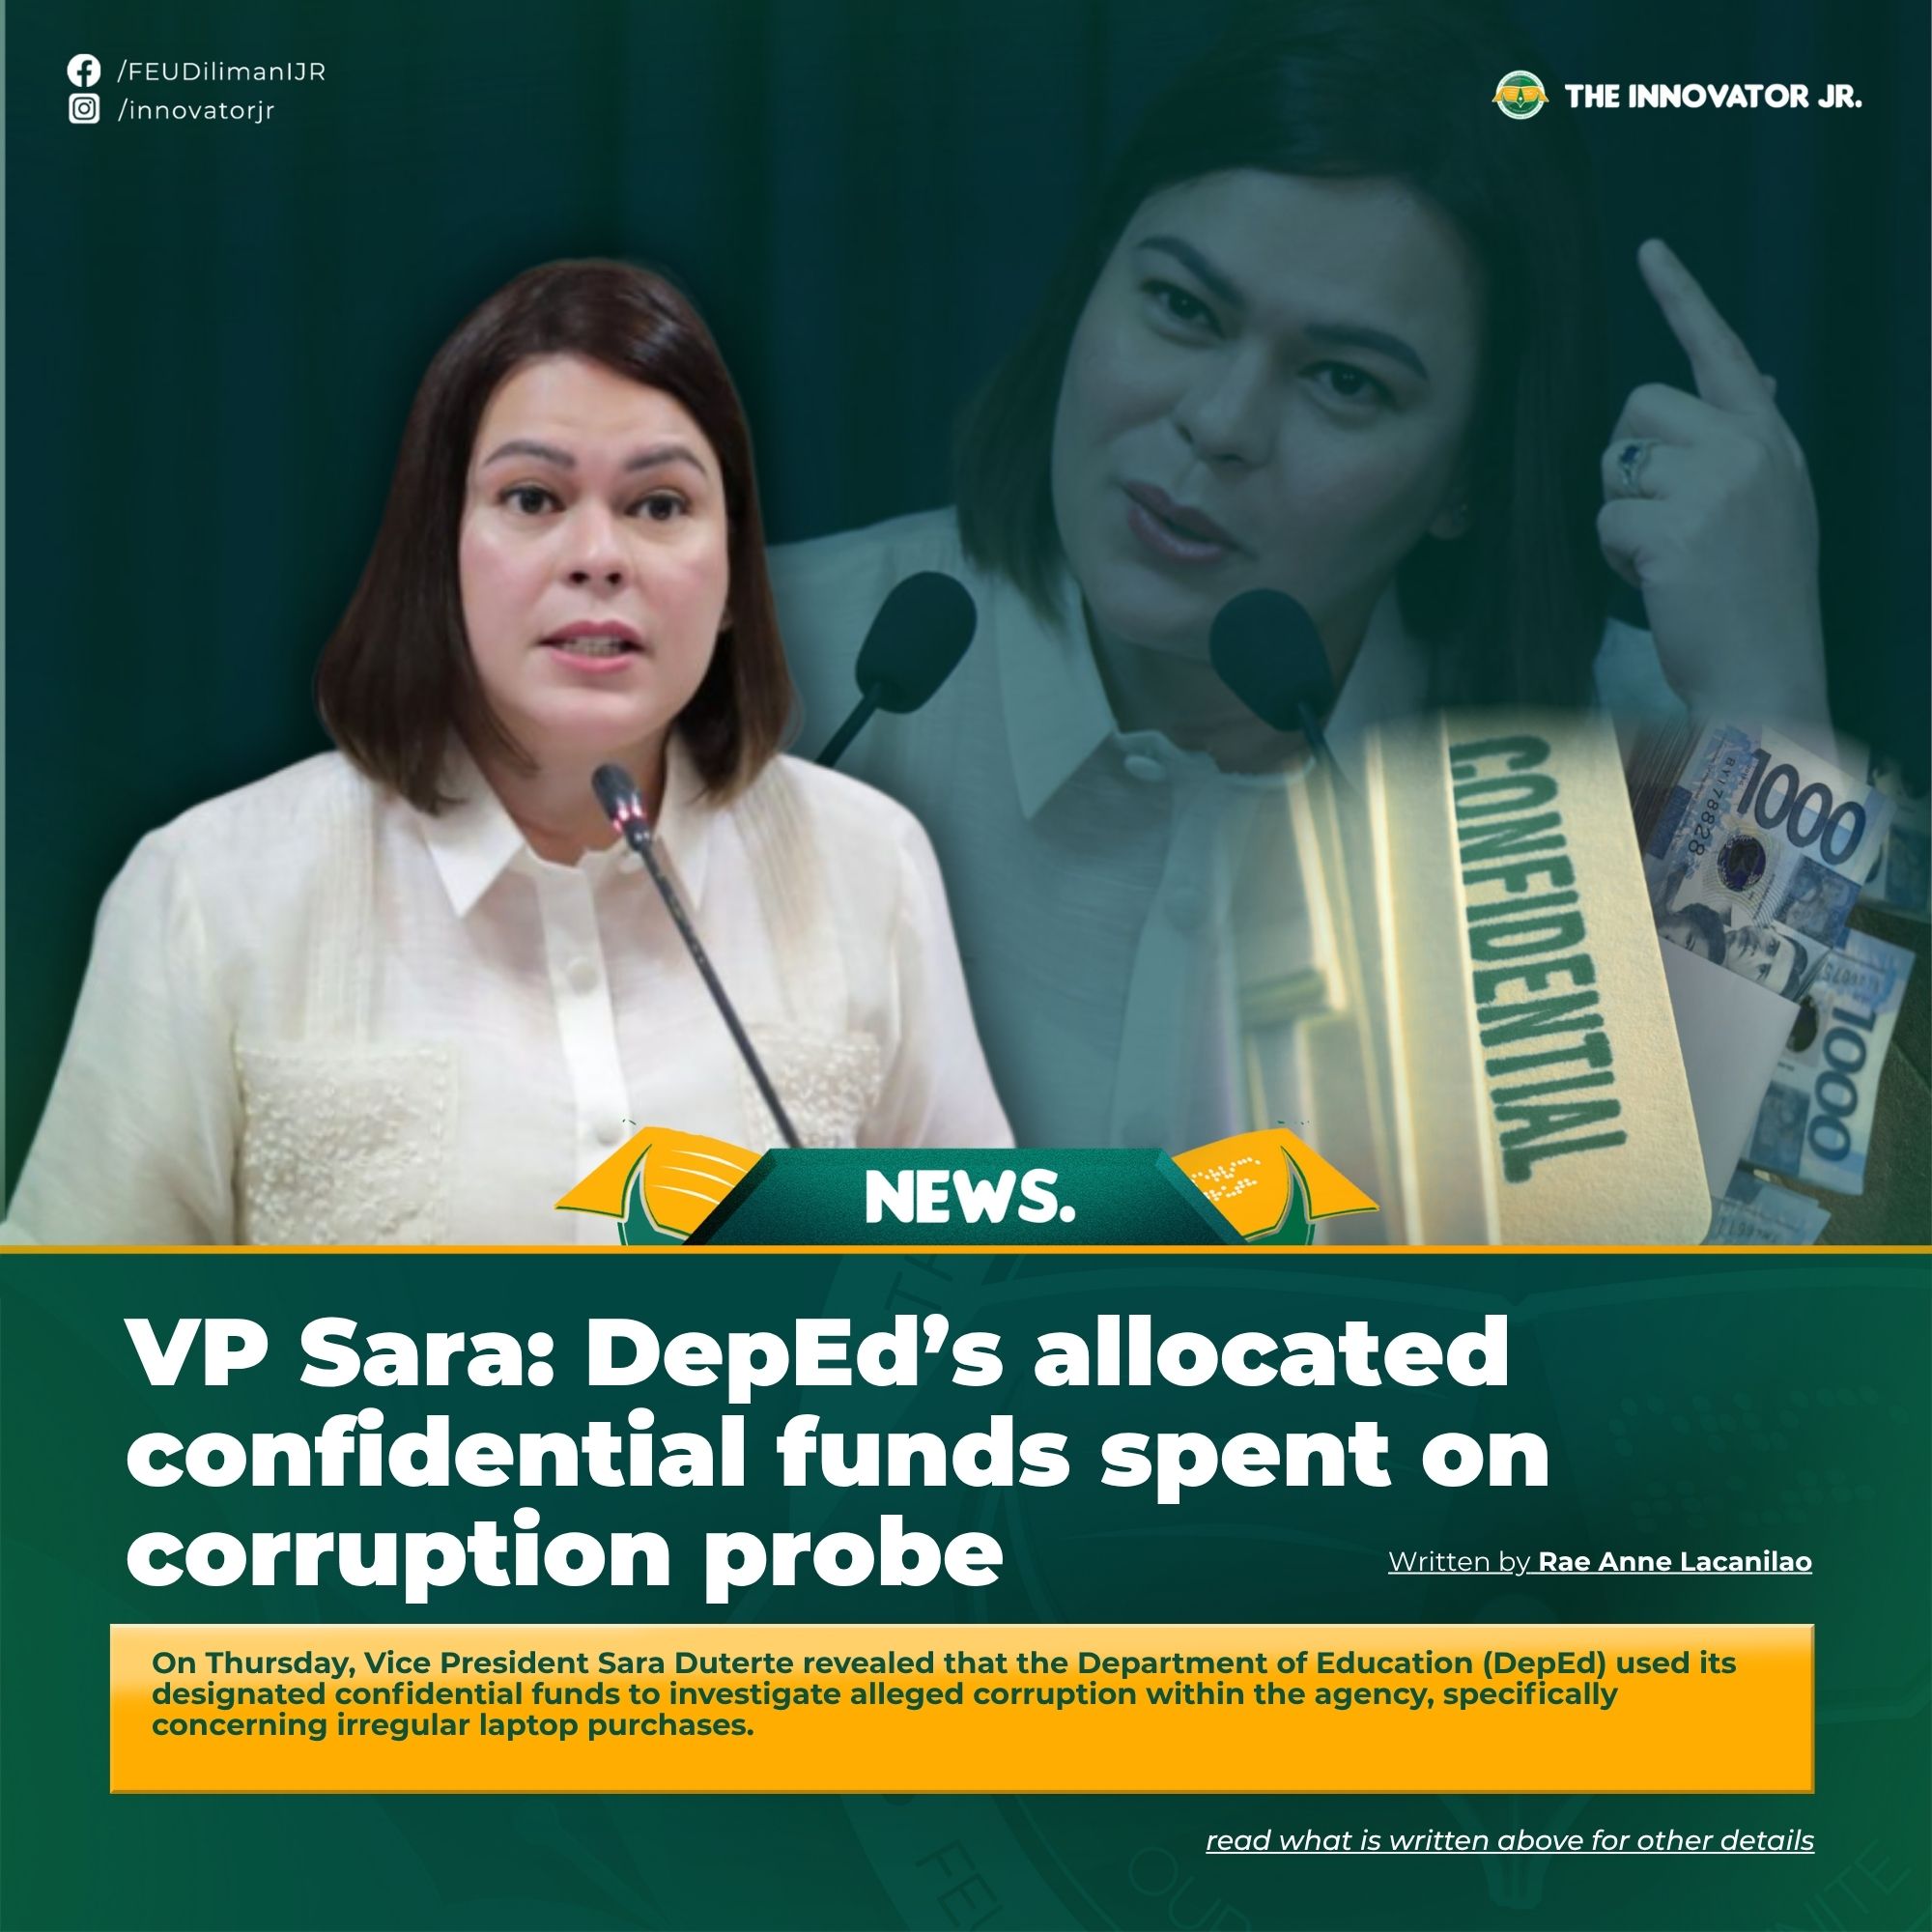 /FEUDilimanIJR
/innovatorjr
THE INNOVATOR JR.
CONFIDENTIAL
1000
1000
NEWS.
VP Sara: DepEd’s allocated
confidential funds spent on
corruption probe
Written by Rae Anne Lacanilao
On Thursday, Vice President Sara Duterte revealed that the Department of Education (DepEd) used its
designated confidential funds to investigate alleged corruption within the agency, specifically
concerning irregular laptop purchases.
read what is written above for other details